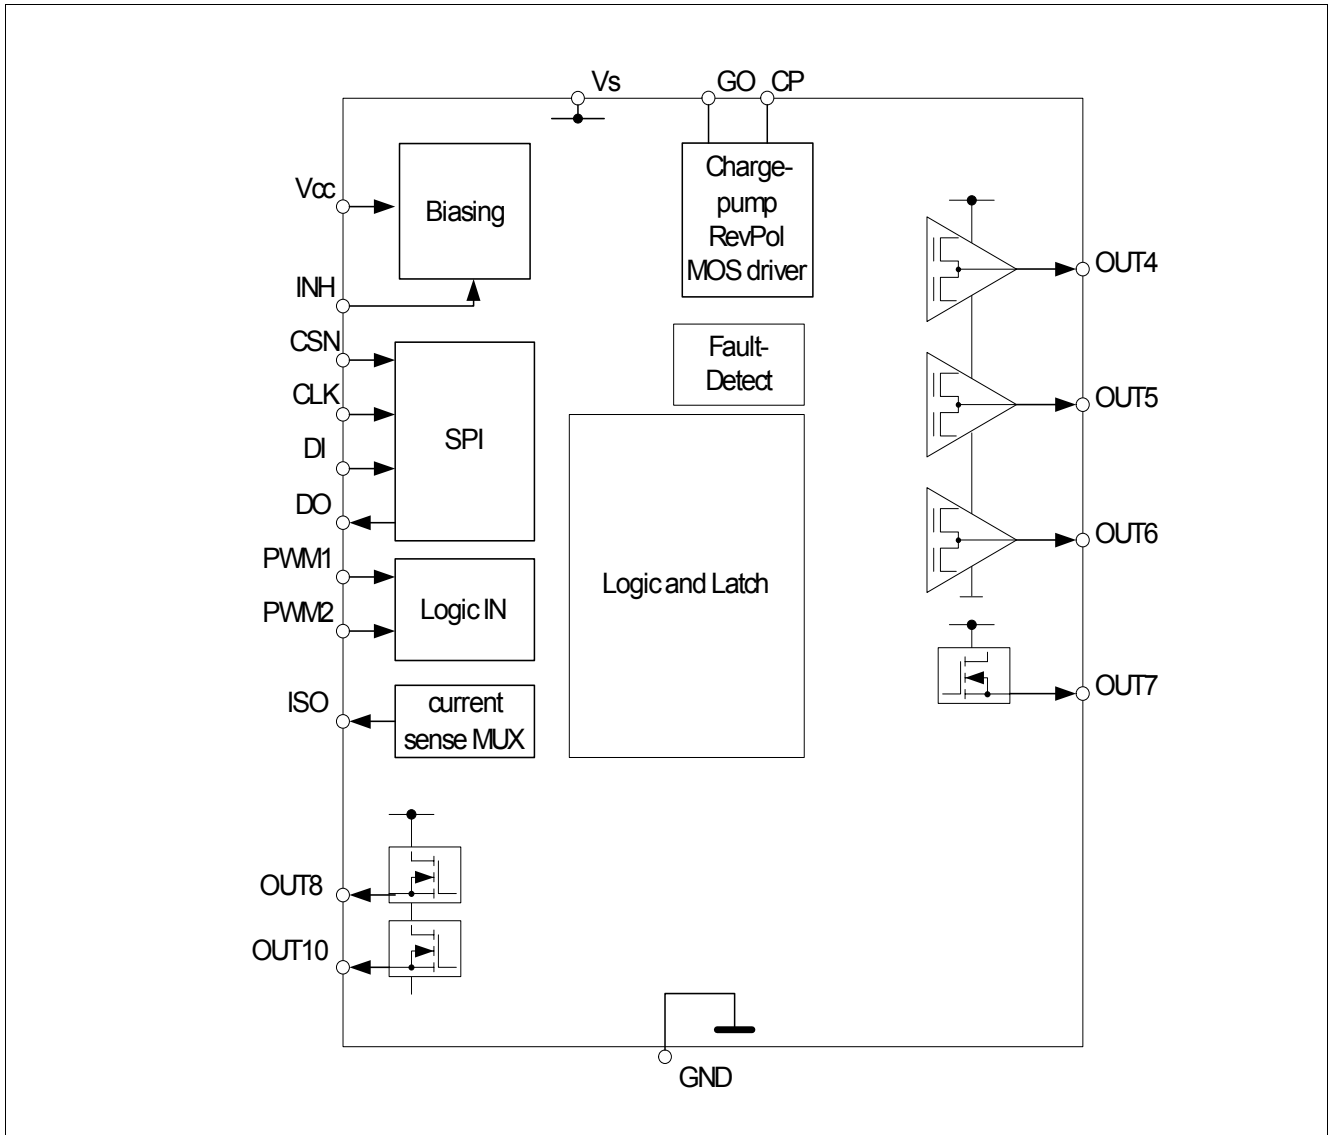 Vs
GO
CP
Vcc
Biasing
INH
Charge-
pump
RevPol
MOS driver
OUT4
CSN
CLK
DI
DO
SPI
Fault-
Detect
OUT5
OUT6
PWM1
PWM2
Logic IN
Logic and Latch
ISO
current
sense MUX
OUT7
OUT8
OUT10
GND